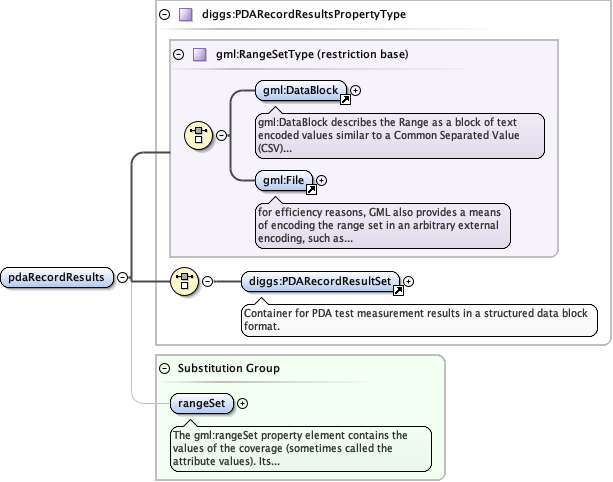 diggs:PDARecordResultsPropertyType
gml:RangeSetType (restriction base)
gml:DataBlock
gml:DataBlock describes the Range as a block of text
encoded values similar to a Common Separated Value
(CSV)...
gml:File
for efficiency reasons, GML also provides a means
of encoding the range set in an arbitrary external
encoding, such as...
pdaRecordResults
diggs:PDARecordResultSet
Container for PDA test measurement results in a structured data block
format.
Substitution Group
rangeSet
The gml:rangeSet property element contains the
values of the coverage (sometimes called the
attribute values). Its...